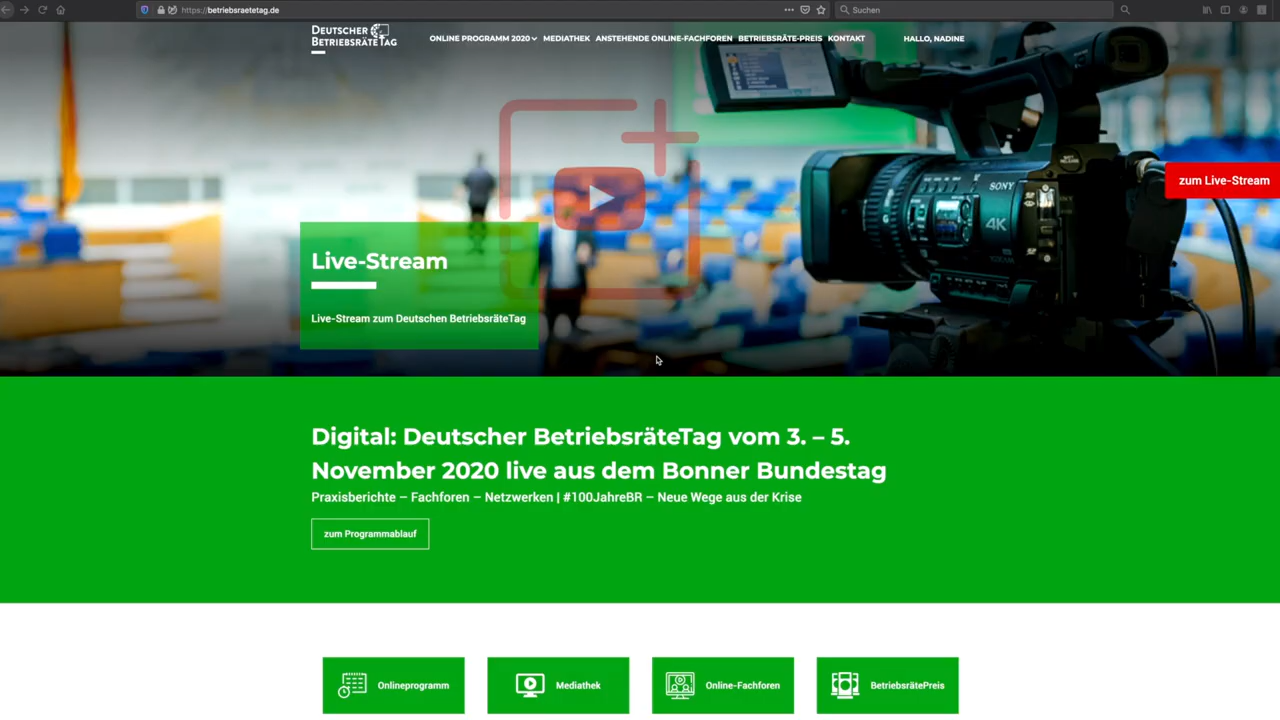 https://betriebsraetetag.de
Suchen
DEUTSCHER
BETRIEBSRÄTETAG
ONLINE PROGRAMM 2020
MEDIATHEK
ANSTEHENDE ONLINE-FACHFOREN
BETRIEBSRÄTE-PREIS
KONTAKT
HALLO, NADINE
SONY
4K
zum Live-Stream
Live-Stream
Live-Stream zum Deutschen BetriebsräteTag
Digital: Deutscher BetriebsräteTag vom 3. – 5.
November 2020 live aus dem Bonner Bundestag
Praxisberichte – Fachforen – Netzwerken | #100JahreBR – Neue Wege aus der Krise
zum Programmablauf
Onlineprogramm
Mediathek
Online-Fachforen
BetriebsrätePreis